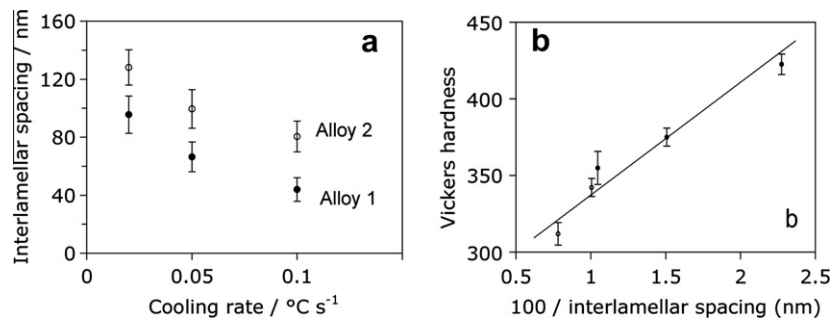 a
160
120
80
40
0
0
0.05
0.1
Interlamellar spacing / nm
Cooling rate / °C s⁻¹
Alloy 2
Alloy 1
b
450
400
350
300
0.5
1
1.5
2
2.5
Vickers hardness
100 / interlamellar spacing (nm)
b